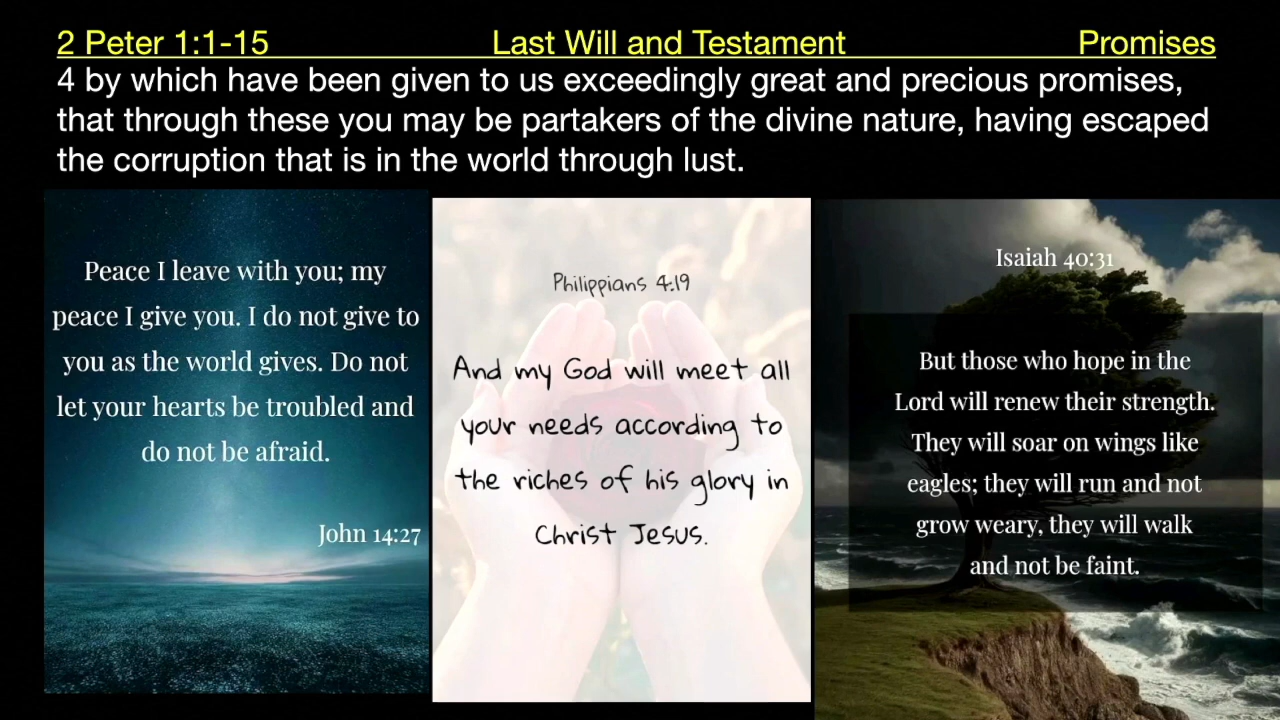 2 Peter 1:1-15 Last Will and Testament Promises
4 by which have been given to us exceedingly great and precious promises,
that through these you may be partakers of the divine nature, having escaped
the corruption that is in the world through lust.
Peace I leave with you; my
peace I give you. I do not give to
you as the world gives. Do not
let your hearts be troubled and
do not be afraid.
John 14:27
Philippians 4:19
And my God will meet all
your needs according to
the riches of his glory in
Christ Jesus.
Isaiah 40:31
But those who hope in the
Lord will renew their strength.
They will soar on wings like
eagles; they will run and not
grow weary, they will walk
and not be faint.